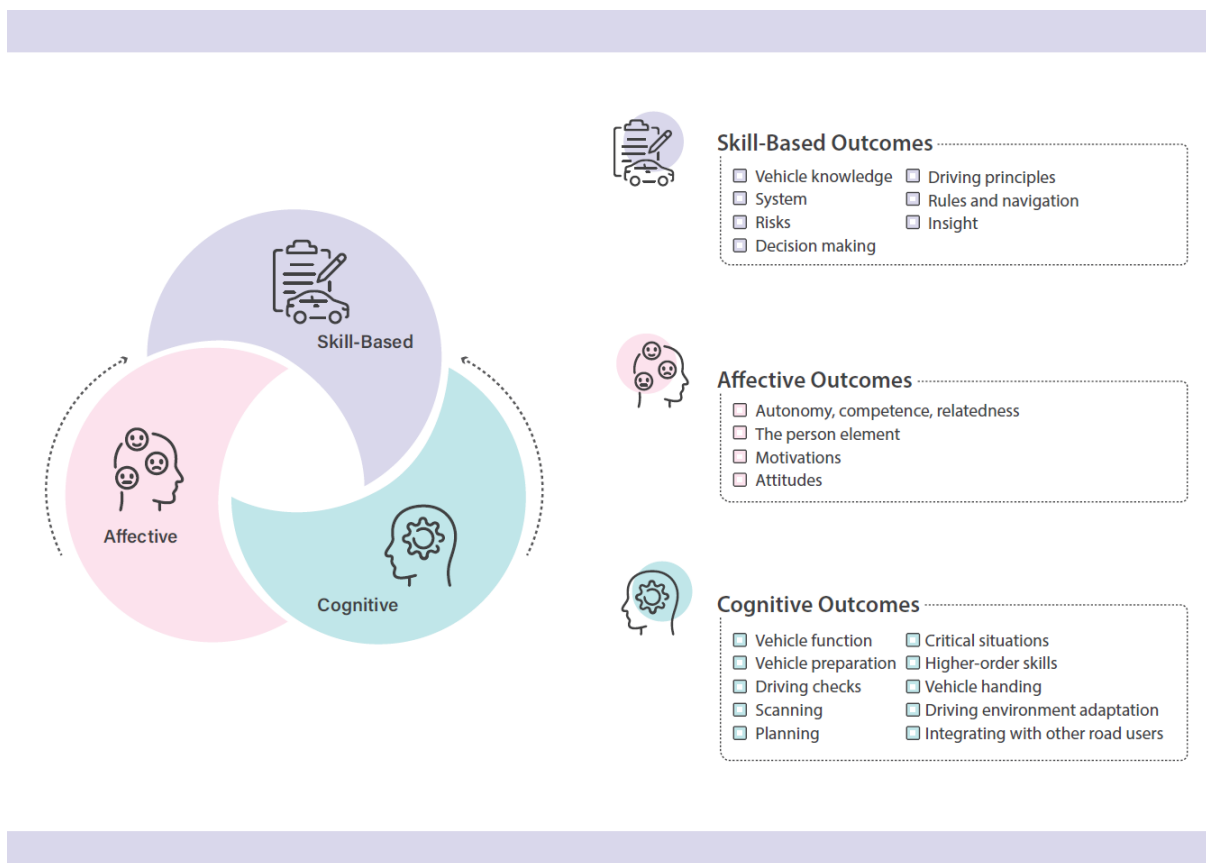 Skill-Based
Affective
Cognitive
Skill-Based Outcomes
Vehicle knowledge
System
Risks
Decision making
Driving principles
Rules and navigation
Insight
Affective Outcomes
Autonomy, competence, relatedness
The person element
Motivations
Attitudes
Cognitive Outcomes
Vehicle function
Vehicle preparation
Driving checks
Scanning
Planning
Critical situations
Higher-order skills
Vehicle handing
Driving environment adaptation
Integrating with other road users